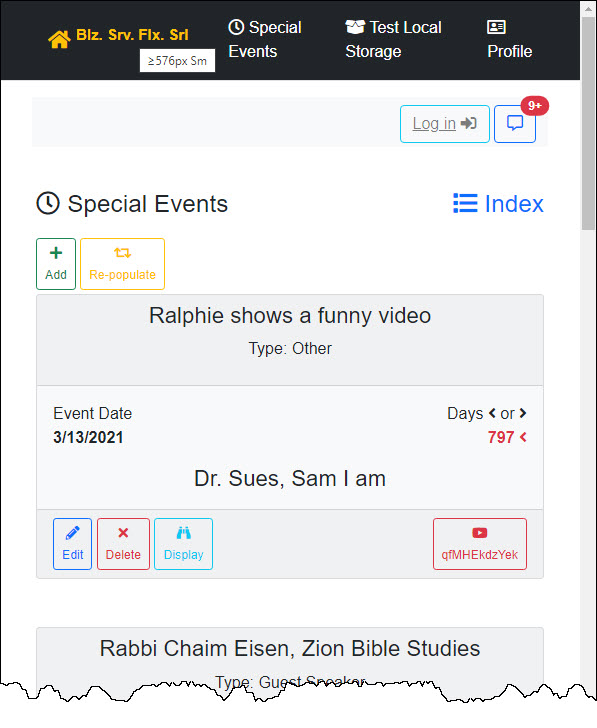 Blz. Srv. Flx. Srl
≥576px Sm
Special
Events
Test Local
Storage
Profile
Log in
9+
Special Events
Index
Add
Re-populate
Ralphie shows a funny video
Type: Other
Event Date
Days < or >
3/13/2021
797 <
Dr. Sues, Sam I am
Edit
Delete
Display
qfMHEkdzYek
Rabbi Chaim Eisen, Zion Bible Studies
Type: Guest Speaker